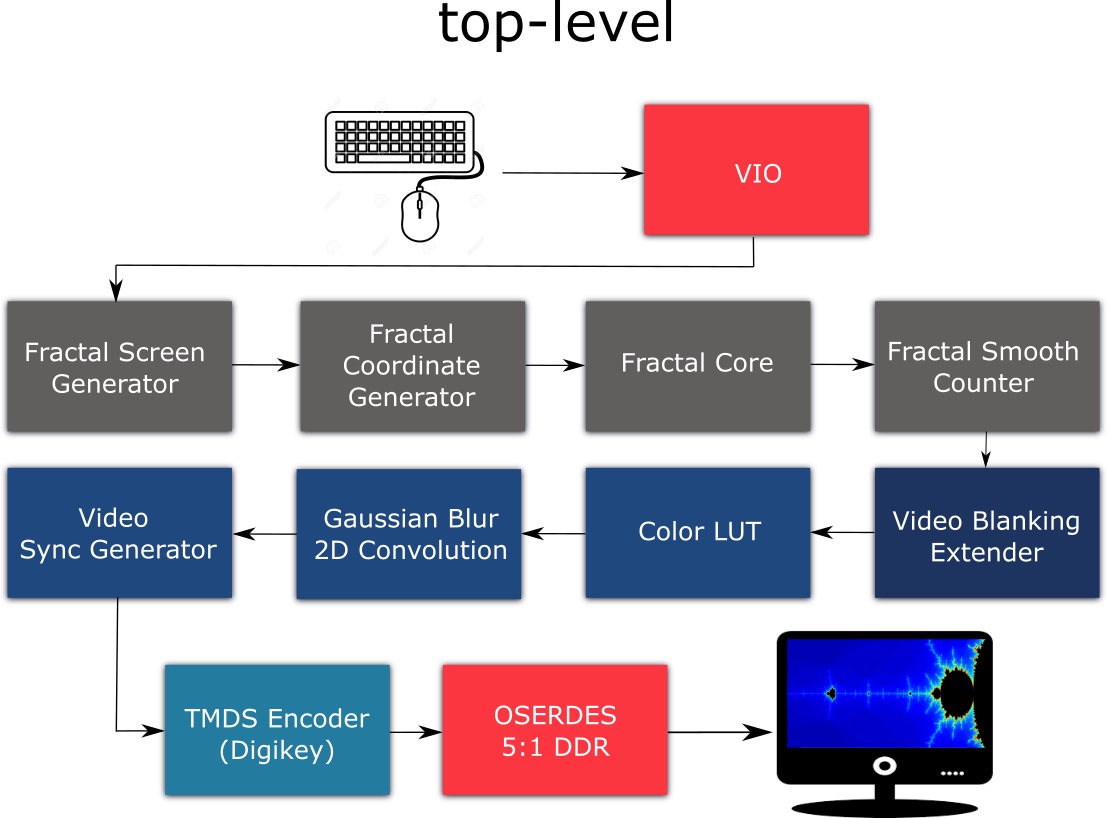 top-level
VIO
Fractal Screen
Generator
Fractal
Coordinate
Generator
Fractal Core
Fractal Smooth
Counter
Video
Sync Generator
Gaussian Blur
2D Convolution
Color LUT
Video Blanking
Extender
TMDS Encoder
(Digikey)
OSERDES
5:1 DDR